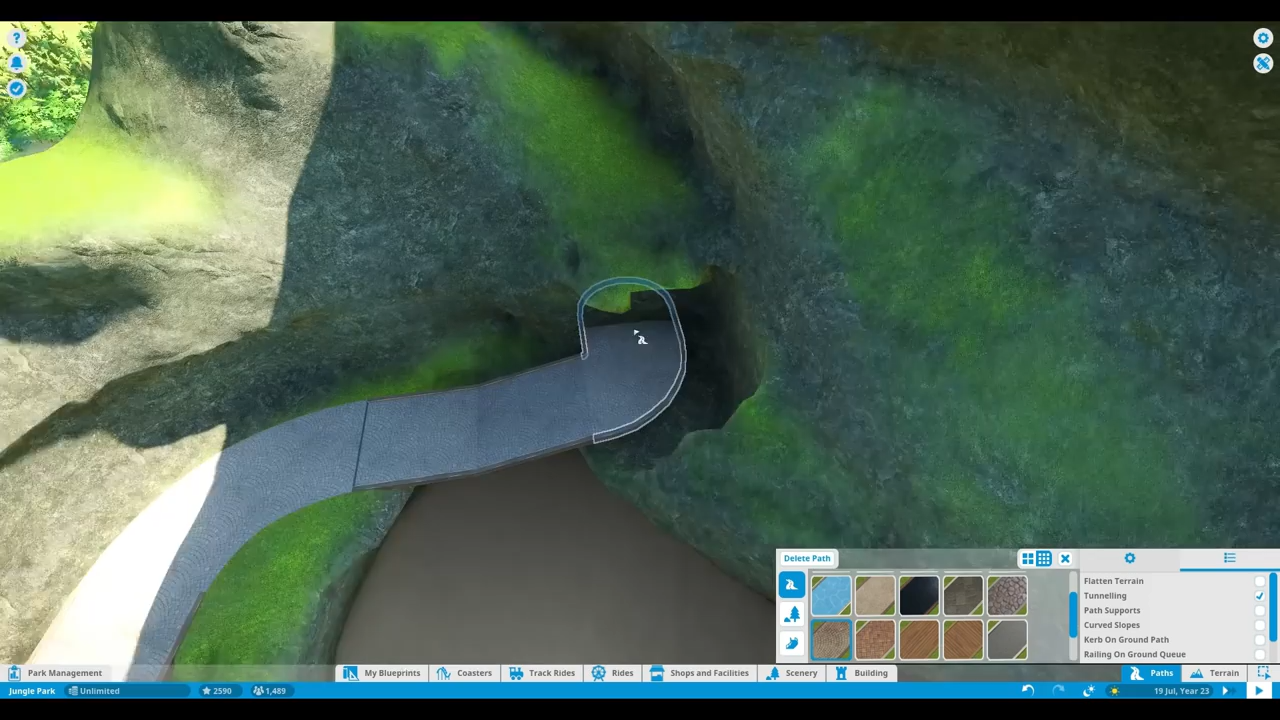 ?
Delete Path
Flatten Terrain
Tunnelling
Path Supports
Curved Slopes
Kerb On Ground Path
Railing On Ground Queue
Park Management
My Blueprints
Coasters
Track Rides
Rides
Shops and Facilities
Scenery
Building
Paths
Terrain
Jungle Park
Unlimited
2590
1,489
19 Jul, Year 23